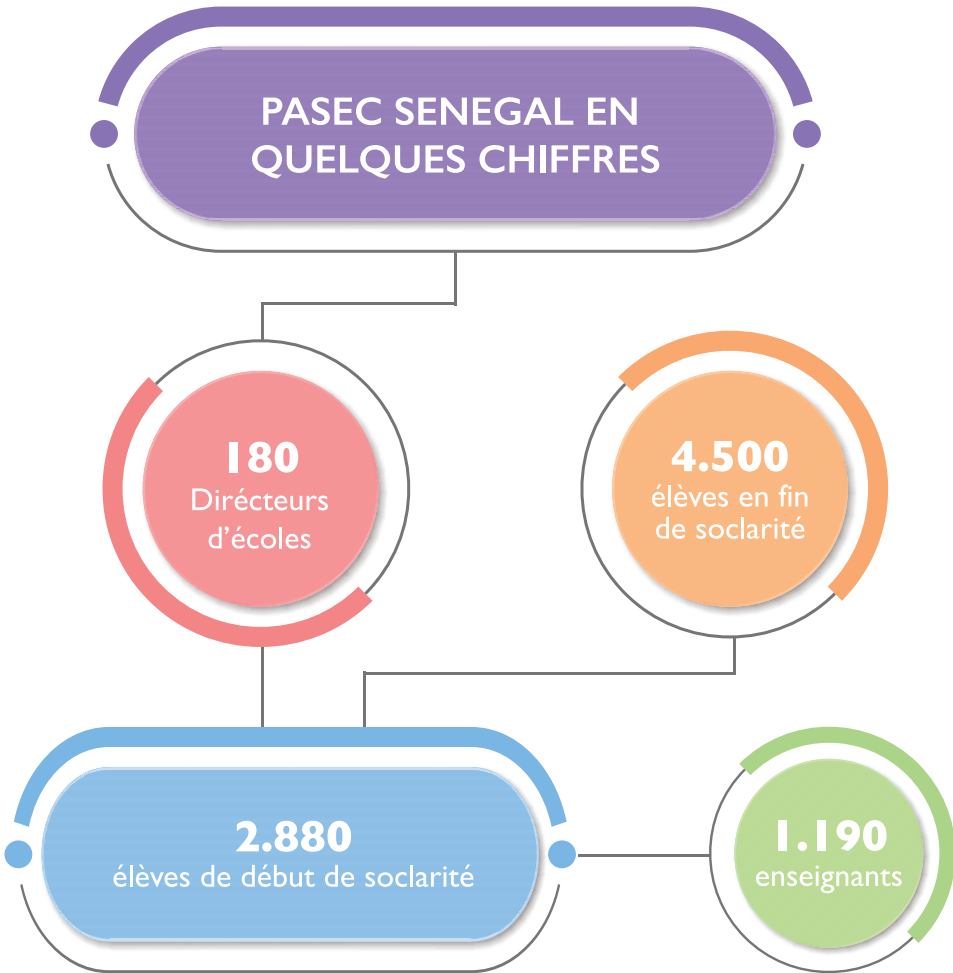 PASEC SENEGAL EN
QUELQUES CHIFFRES
180
Dirécteurs
d'écoles
4.500
élèves en fin
de soclarité
2.880
élèves de début de soclarité
1.190
enseignants